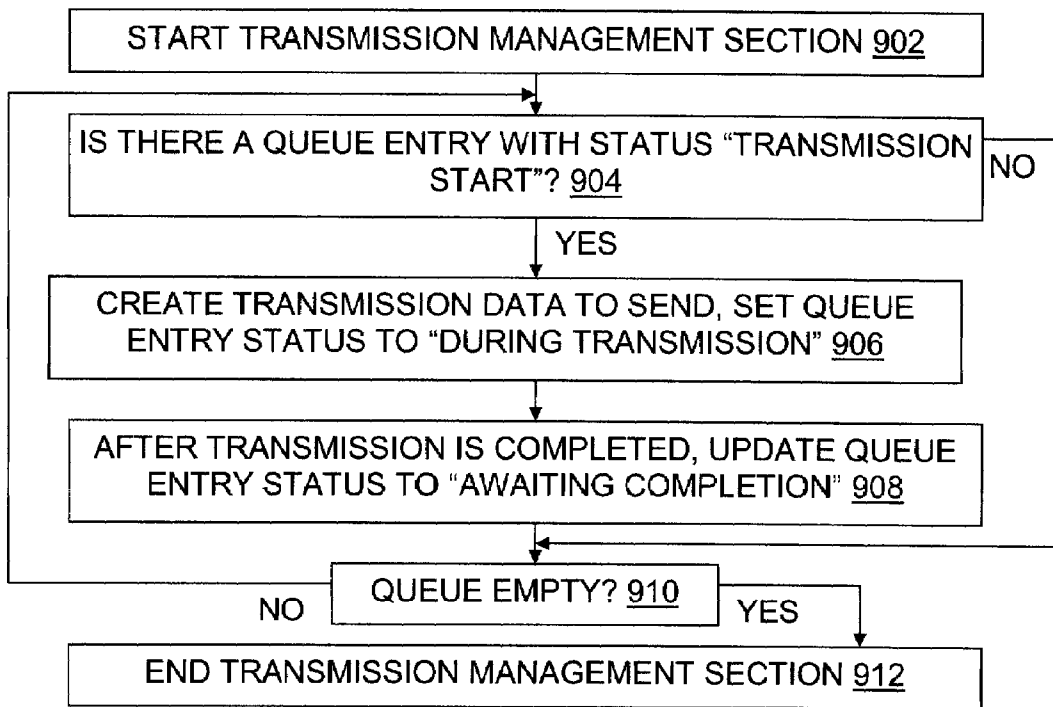 START TRANSMISSION MANAGEMENT SECTION 902
IS THERE A QUEUE ENTRY WITH STATUS “TRANSMISSION
START”? 904
NO
YES
CREATE TRANSMISSION DATA TO SEND, SET QUEUE
ENTRY STATUS TO “DURING TRANSMISSION” 906
AFTER TRANSMISSION IS COMPLETED, UPDATE QUEUE
ENTRY STATUS TO “AWAITING COMPLETION” 908
QUEUE EMPTY? 910
NO
YES
END TRANSMISSION MANAGEMENT SECTION 912